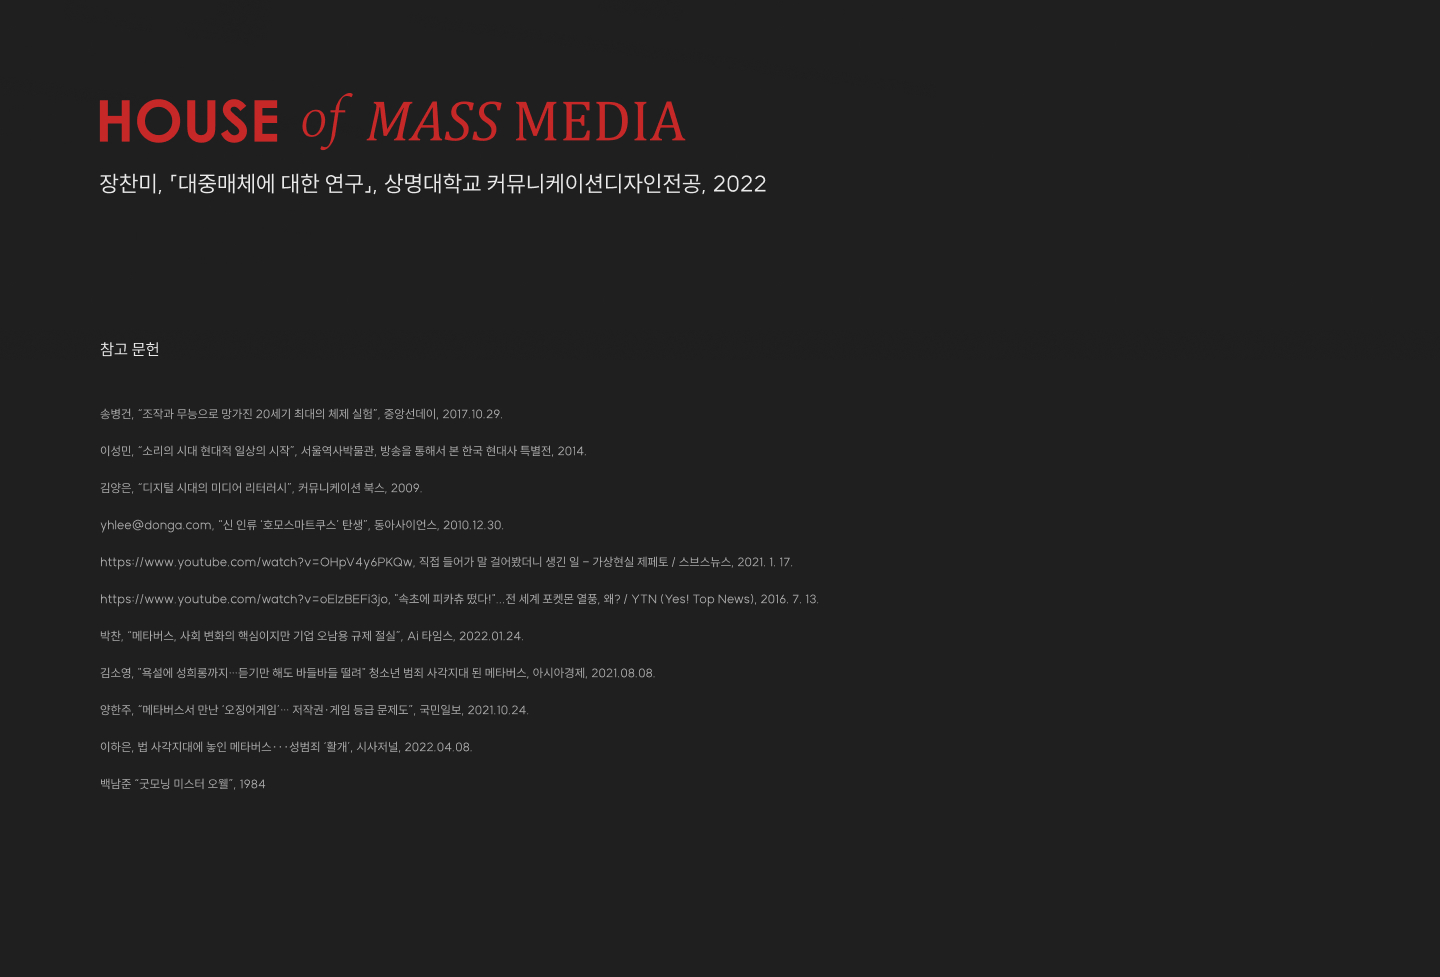 HOUSE of MASS MEDIA
장찬미, 「대중매체에 대한 연구」, 상명대학교 커뮤니케이션디자인전공, 2022
참고 문헌
송병건, “조작과 무능으로 망가진 20세기 최대의 체제 실험”, 중앙선데이, 2017.10.29.
이성민, “소리의 시대 현대적 일상의 시작”, 서울역사박물관, 방송을 통해서 본 한국 현대사 특별전, 2014.
김양은, “디지털 시대의 미디어 리터러시”, 커뮤니케이션 북스, 2009.
yhlee@donga.com, “신 인류 ‘호모스마트쿠스’ 탄생”, 동아사이언스, 2010.12.30.
https://www.youtube.com/watch?v=OHpV4y6PKQw, 직접 들어가 말 걸어봤더니 생긴 일 – 가상현실 제페토 / 스브스뉴스, 2021. 1. 17.
https://www.youtube.com/watch?v=oElzBEFi3jo, "속초에 피카츄 떴다!"...전 세계 포켓몬 열풍, 왜? / YTN (Yes! Top News), 2016. 7. 13.
박찬, “메타버스, 사회 변화의 핵심이지만 기업 오남용 규제 절실”, Ai 타임스, 2022.01.24.
김소영, “욕설에 성희롱까지…듣기만 해도 바들바들 떨려” 청소년 범죄 사각지대 된 메타버스, 아시아경제, 2021.08.08.
양한주, “메타버스서 만난 ‘오징어게임’… 저작권·게임 등급 문제도”, 국민일보, 2021.10.24.
이하은, 법 사각지대에 놓인 메타버스···성범죄 ‘활개’, 시사저널, 2022.04.08.
백남준 “굿모닝 미스터 오웰”, 1984